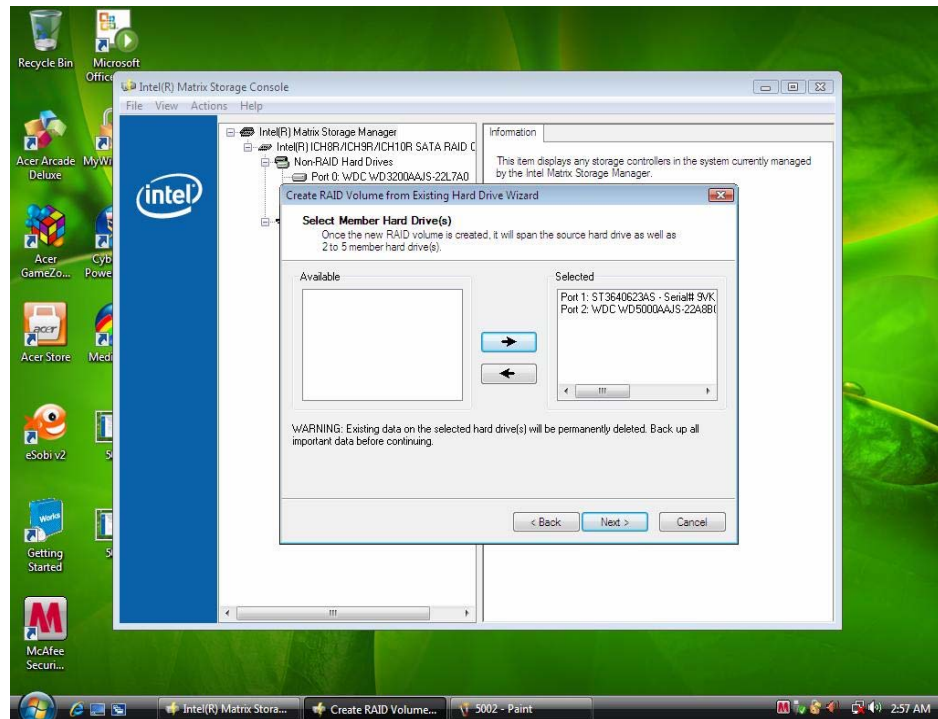 Recycle Bin
Microsoft
Office
Intel(R) Matrix Storage Console
File View Actions Help
Intel(R) Matrix Storage Manager
Intel(R) ICH8R/ICH9R/ICH10R SATA RAID C
Non-RAID Hard Drives
Port 0: WDC WD3200AAJS-22L7A0
Information
This item displays any storage controllers in the system currently managed
by the Intel Matrix Storage Manager.
intel
Acer Arcade
Deluxe
MyWi
Create RAID Volume from Existing Hard Drive Wizard
Select Member Hard Drive(s)
Once the new RAID volume is created, it will span the source hard drive as well as
2 to 5 member hard drive(s).
Available
Selected
Port 1: ST3640623AS - Serial# 9VK
Port 2: WDC WD5000AAJS-22A8B(
WARNING: Existing data on the selected hard drive(s) will be permanently deleted. Back up all
important data before continuing.
< Back
Next >
Cancel
Acer
GameZo...
Cyb
Powe
acer
Acer Store
Medi
eSobi v2
5
Works
Getting
Started
5
McAfee
Securi...
Intel(R) Matrix Stora...
Create RAID Volume...
5002 - Paint
2:57 AM